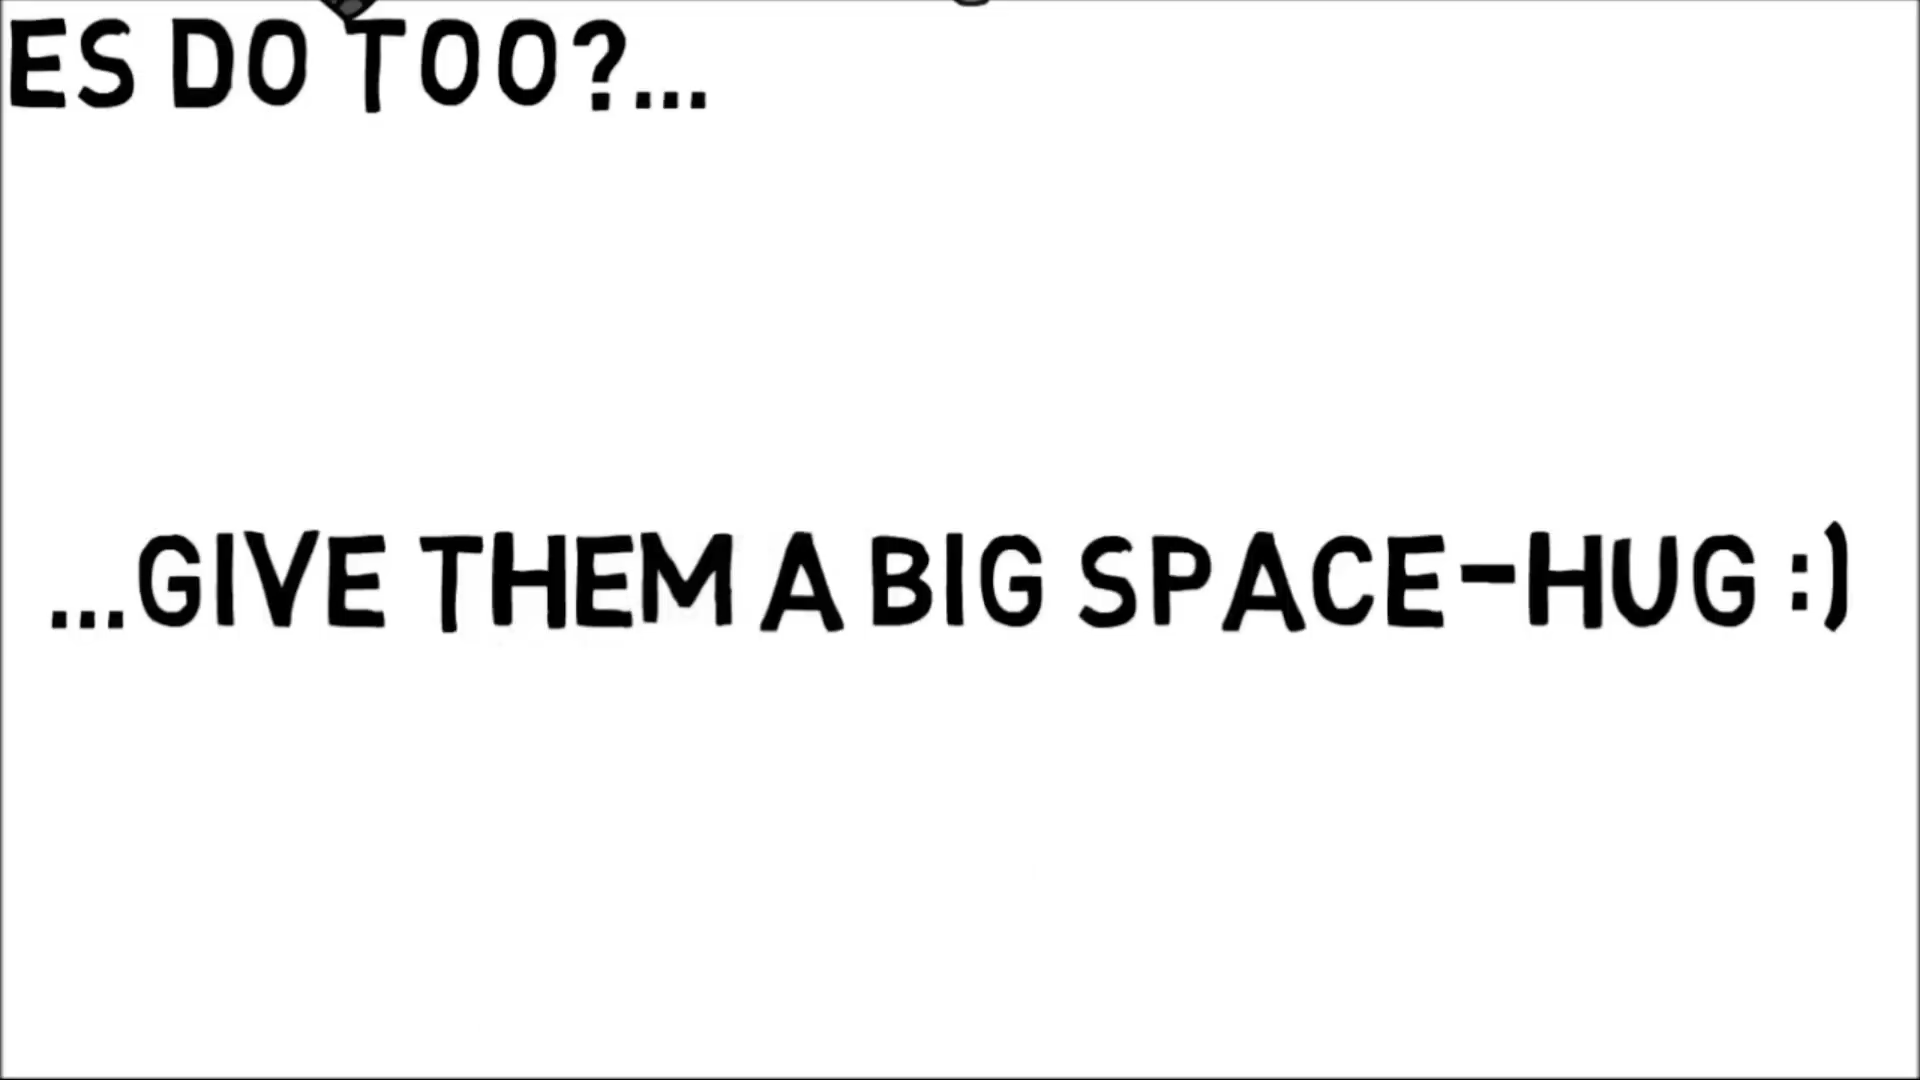 ES DO TOO?...
...GIVE THEM A BIG SPACE-HUG :)